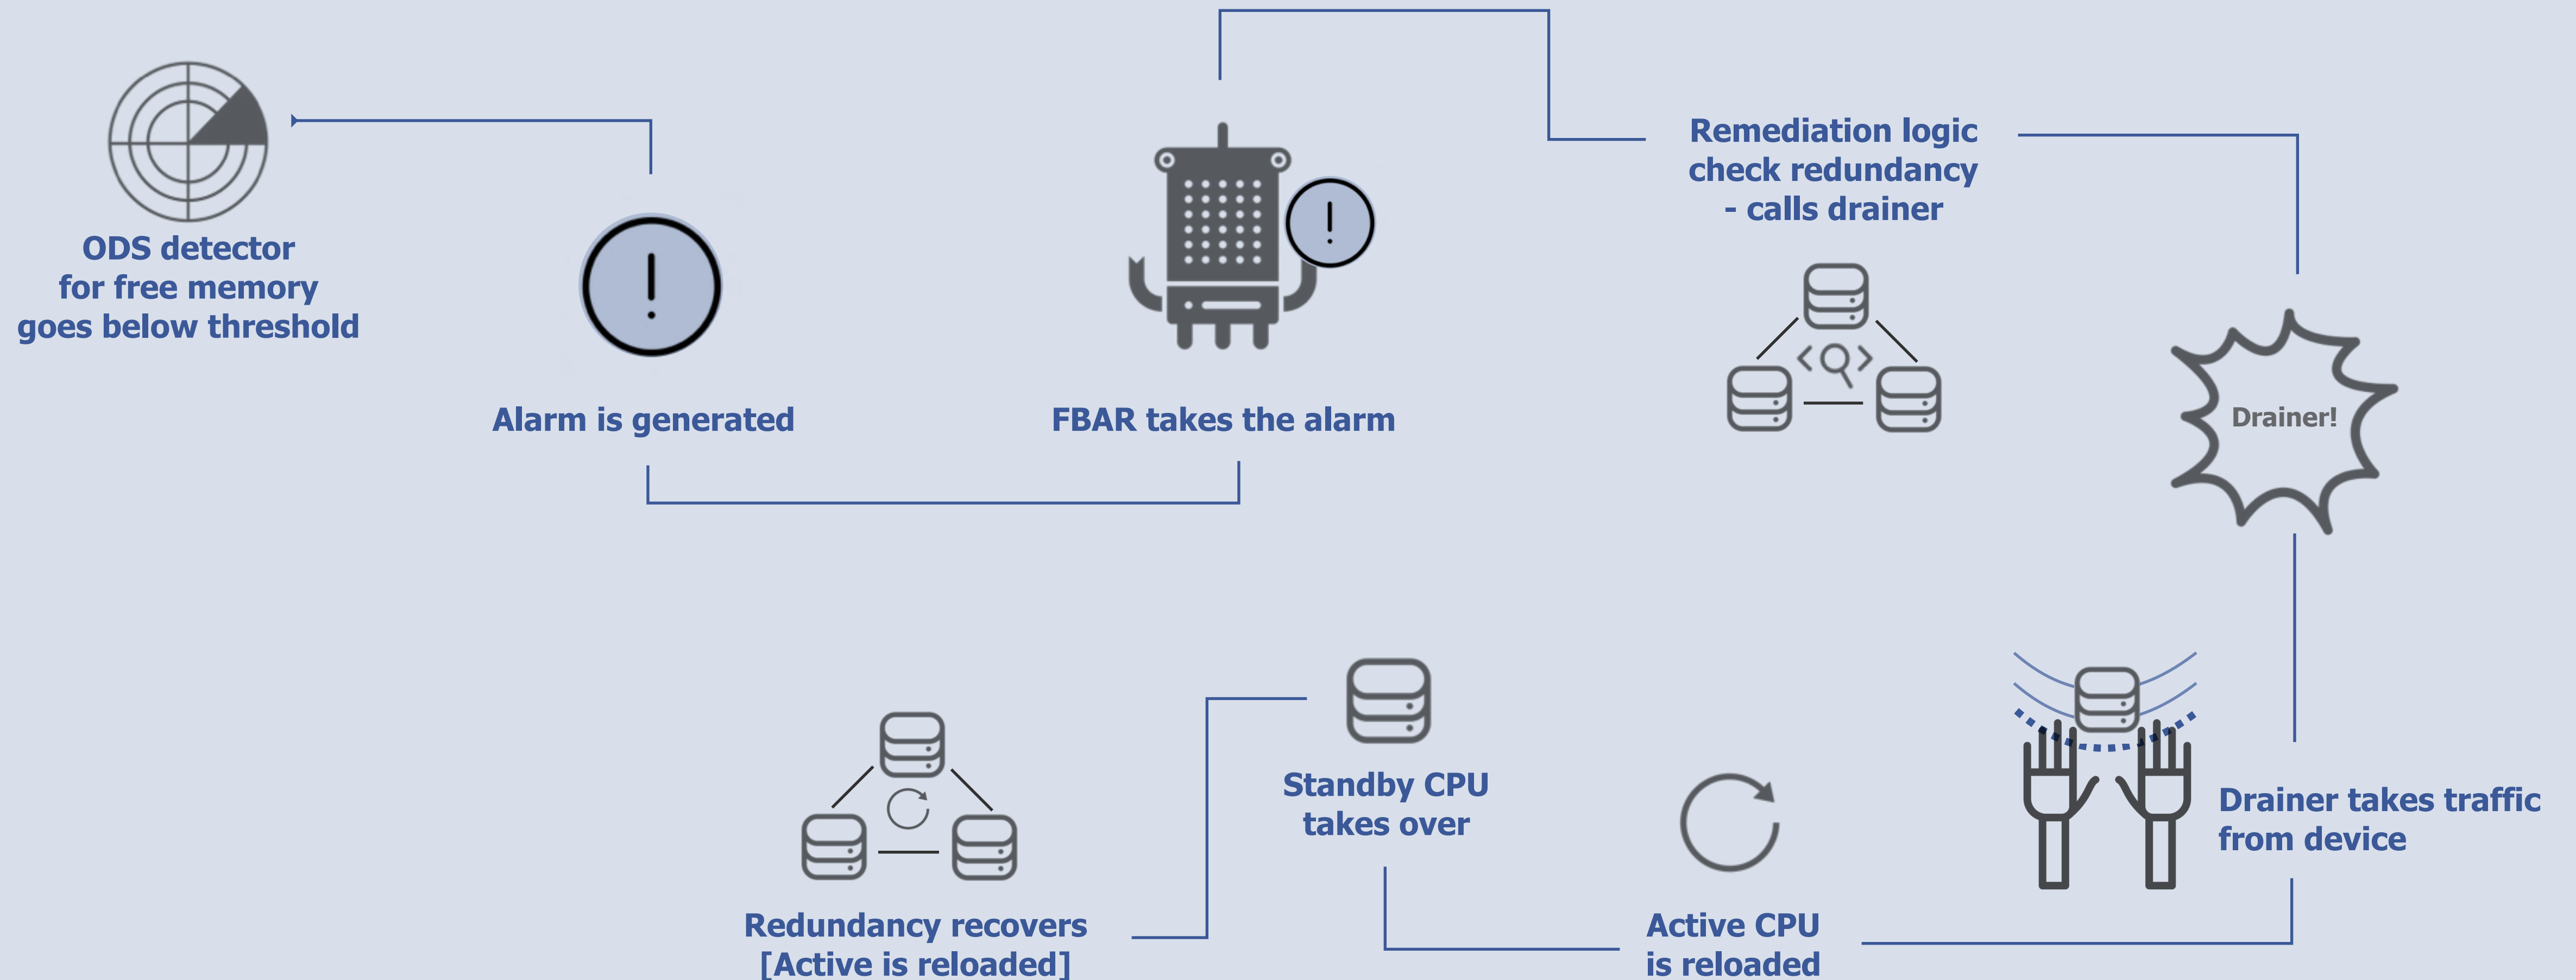 ODS detector
for free memory
goes below threshold
Alarm is generated
FBAR takes the alarm
Remediation logic
check redundancy
- calls drainer
Drainer!
Drainer takes traffic
from device
Active CPU
is reloaded
Standby CPU
takes over
Redundancy recovers
[Active is reloaded]